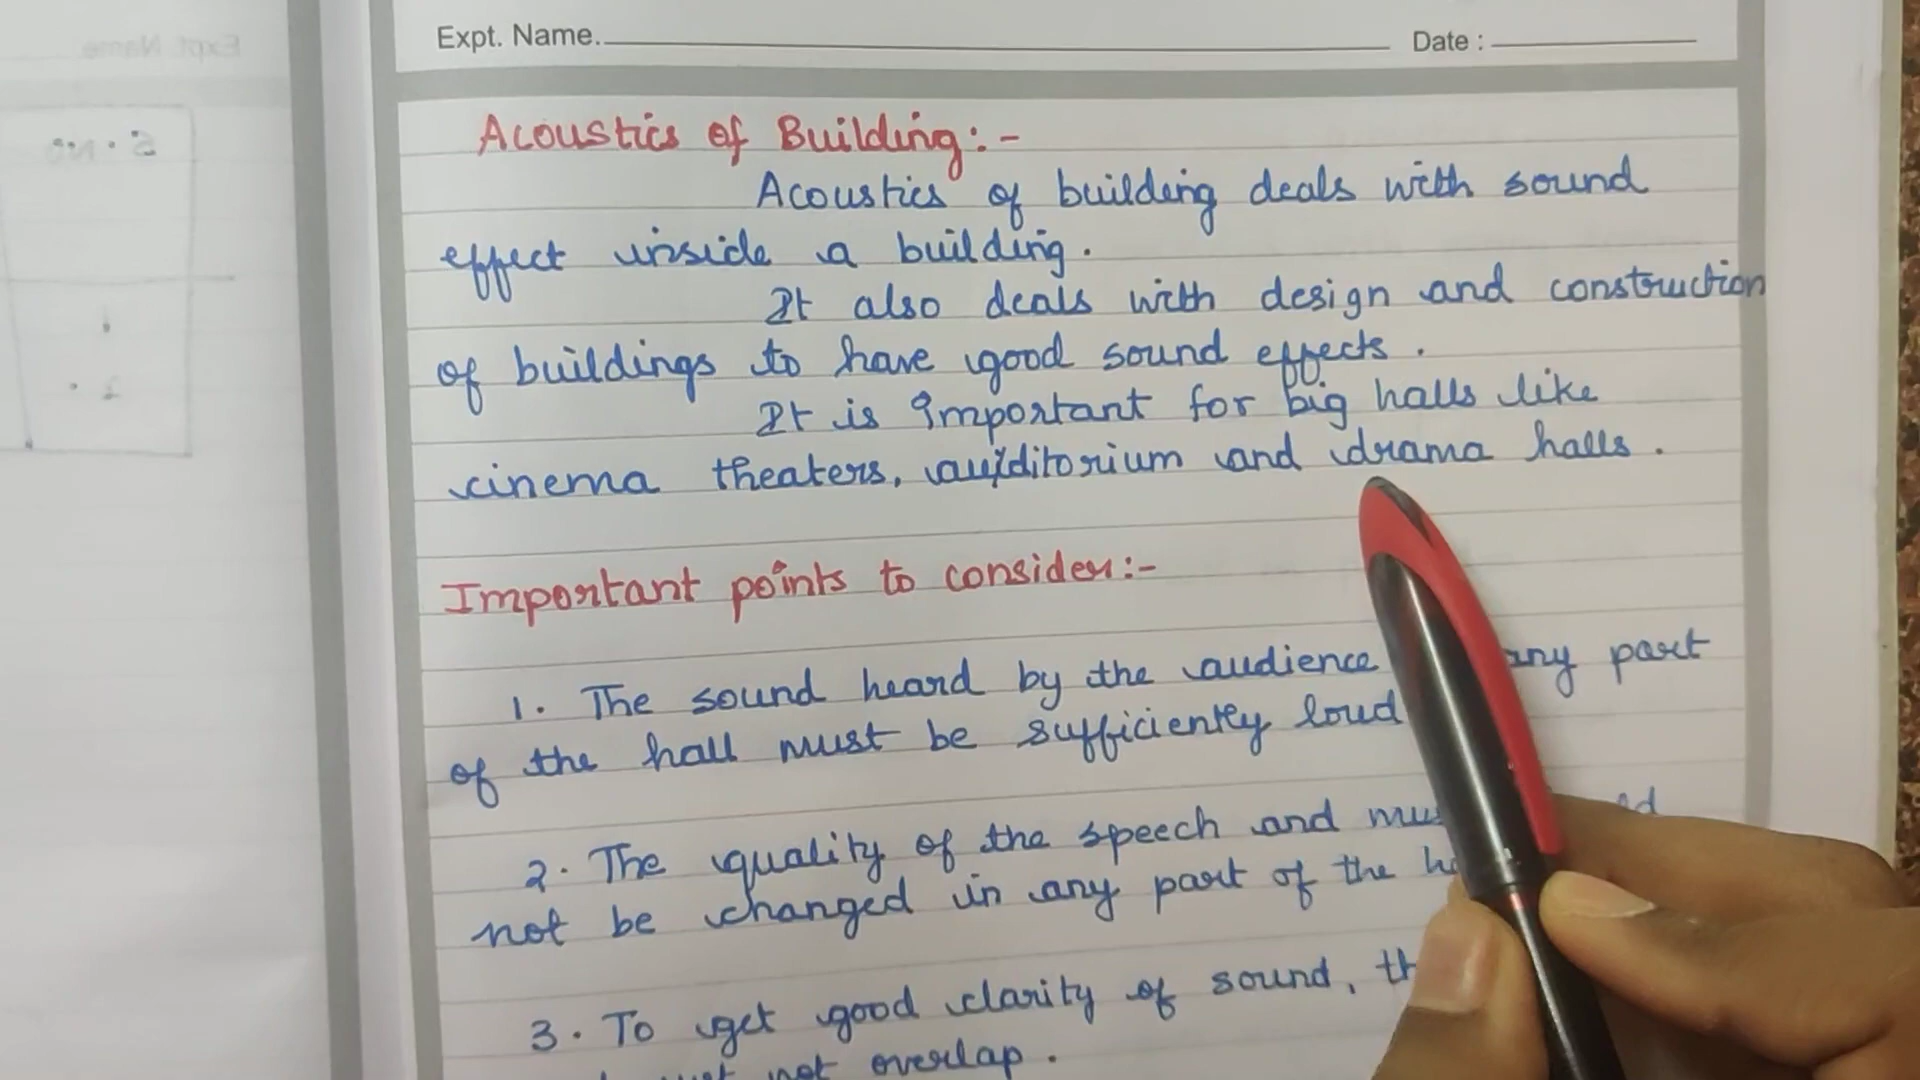 Expt. Name.
Date :
Acoustics of Building:-
Acoustics of building deals with sound
effect inside a building.
It also deals with design and construction
of buildings to have good sound effects.
It is important for big halls like
cinema theaters, auditorium and drama halls.
Important points to consider:-
1. The sound heard by the audience any part
of the hall must be sufficiently loud
2. The quality of the speech and
not be changed in any part of the
3. To get good clarity of sound,
not overlap.